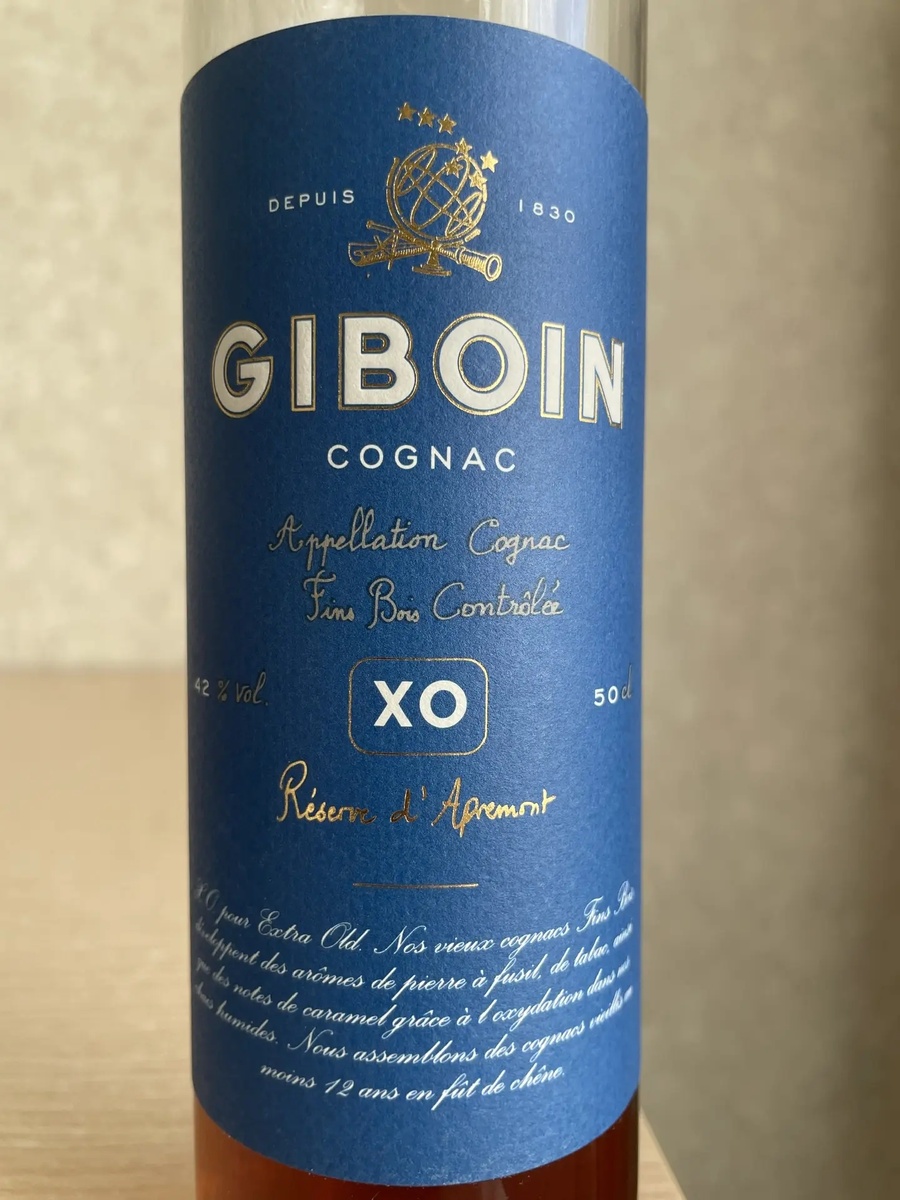 DEPUIS 1830
GIBOIN
COGNAC
Appellation Cognac
Fins Bois Contrôlée
42 % Vol. XO 50 cl
Réserve d'Apremont
XO pour Extra Old. Nos vieux cognacs Fins Bois
développent des arômes de pierre à fusil, de tabac, ainsi
que des notes de caramel grâce à l'oxydation dans nos
chais humides. Nous assemblons des cognacs vieillis au
moins 12 ans en fût de chêne.